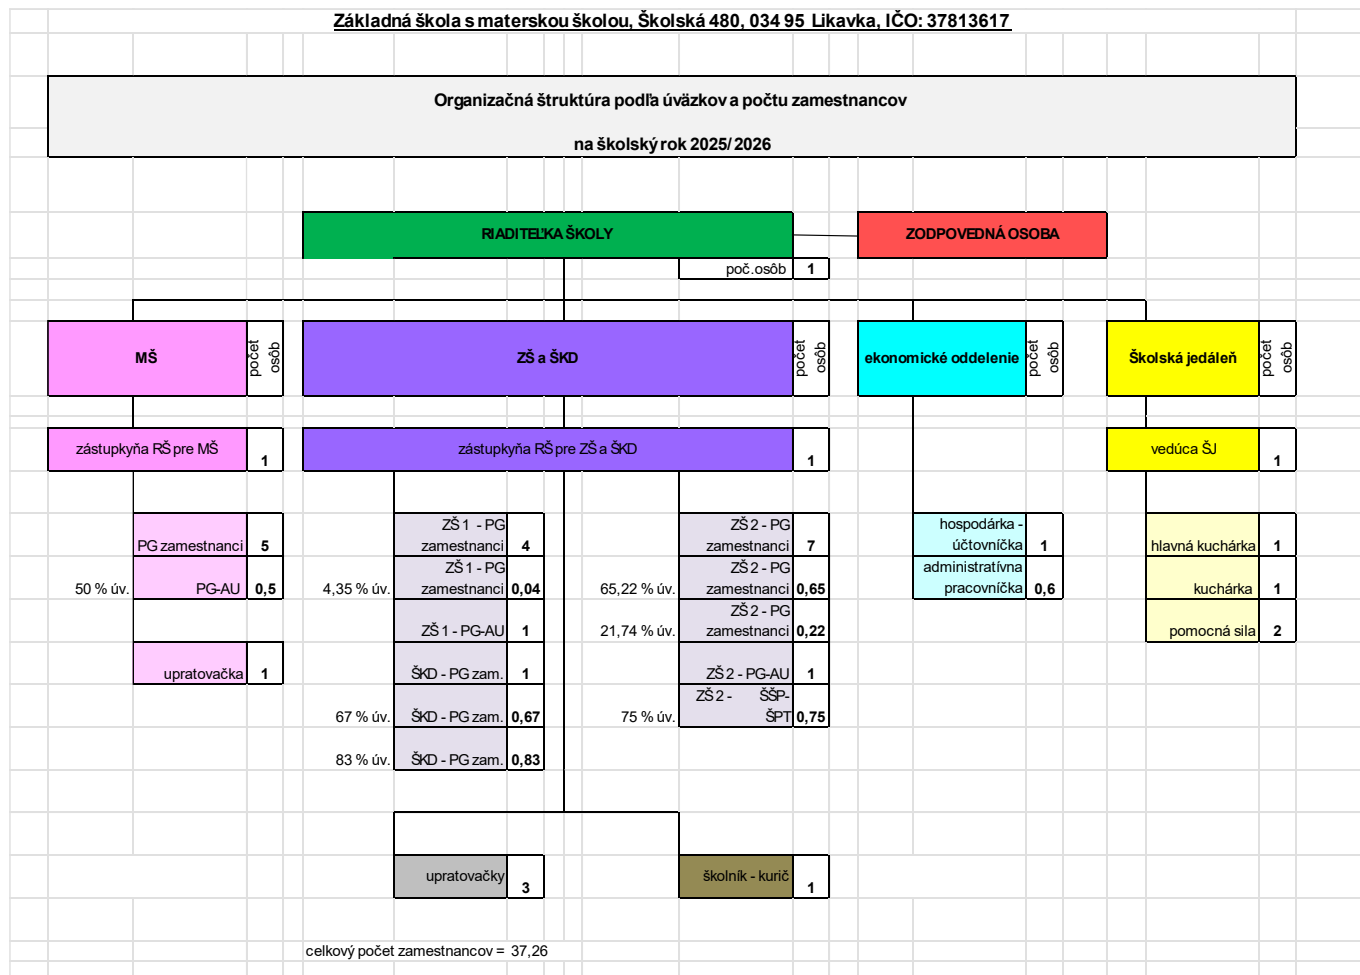 Základná škola s materskou školou, Školská 480, 034 95 Likavka, IČO: 37813617
Organizačná štruktúra podľa úväzkov a počtu zamestnancov
na školský rok 2025/2026
RIADITEĽKA ŠKOLY
ZODPOVEDNÁ OSOBA
poč.osôb 1
MŠ
počet
osôb
ZŠ a ŠKD
počet
osôb
ekonomické oddelenie
počet
osôb
Školská jedáleň
počet
osôb
zástupkyňa RŠ pre MŠ 1
zástupkyňa RŠ pre ZŠ a ŠKD 1
vedúca ŠJ 1
PG zamestnanci 5
50 % úv. PG-AU 0,5
upratovačka 1
ZŠ 1 - PG
zamestnanci 4
ZŠ 1 - PG
4,35 % úv. zamestnanci 0,04
ZŠ 1 - PG-AU 1
ŠKD - PG zam. 1
67 % úv. ŠKD - PG zam. 0,67
83 % úv. ŠKD - PG zam. 0,83
ZŠ 2 - PG
zamestnanci 7
ZŠ 2 - PG
65,22 % úv. zamestnanci 0,65
ZŠ 2 - PG
21,74 % úv. zamestnanci 0,22
ZŠ 2 - PG-AU 1
ZŠ 2 - ŠŠP-
75 % úv. ŠPT 0,75
hospodárka -
účtovníčka 1
administratívna
pracovníčka 0,6
hlavná kuchárka 1
kuchárka 1
pomocná sila 2
upratovačky 3
školník - kurič 1
celkový počet zamestnancov = 37,26